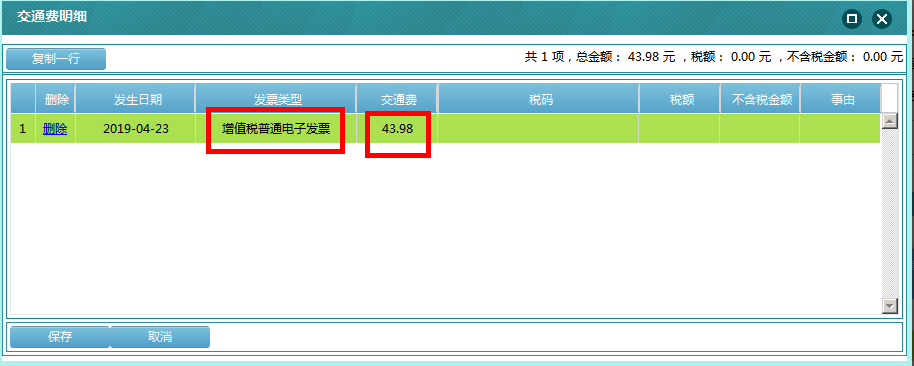 交通费明细
复制一行
共 1 项，总金额： 43.98 元 ，税额： 0.00 元 ，不含税金额： 0.00 元
删除 发生日期 发票类型 交通费 税码 税额 不含税金额 事由
1 删除 2019-04-23 增值税普通电子发票 43.98
保存 取消